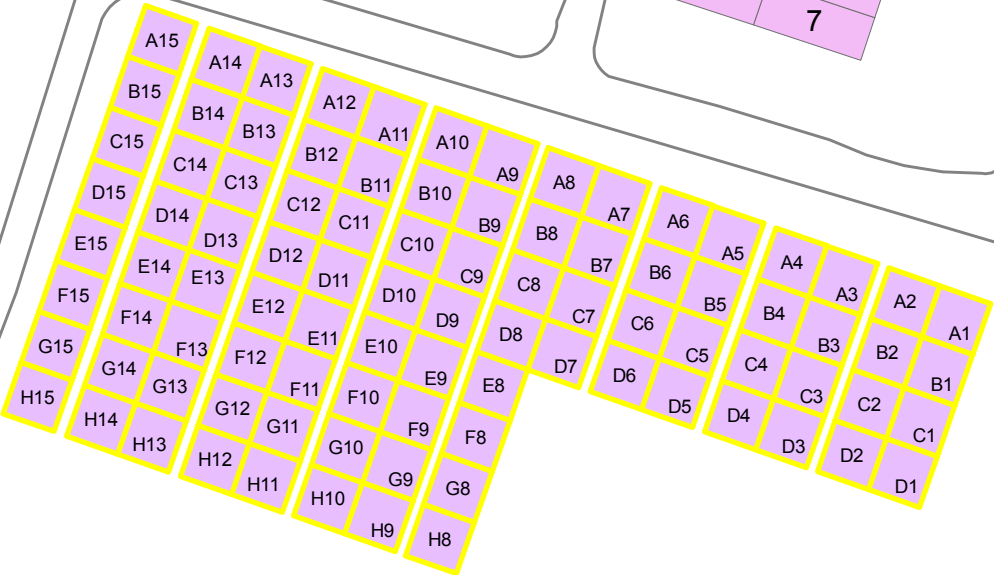 7
A15
B15
C15
D15
E15
F15
G15
H15
A14 A13
B14 B13
C14 C13
D14 D13
E14 E13
F14 F13
G14 G13
H14 H13
A12 A11
B12 B11
C12 C11
D12 D11
E12 E11
F12 F11
G12 G11
H12 H11
A10 A9
B10 B9
C10 C9
D10 D9
E10 E9
F10 F9
G10 G9
H10 H9
A8 A7
B8 B7
C8 C7
D8 D7
E8
F8
G8
H8
A6 A5
B6 B5
C6 C5
D6 D5
A4 A3
B4 B3
C4 C3
D4 D3
A2 A1
B2 B1
C2 C1
D2 D1